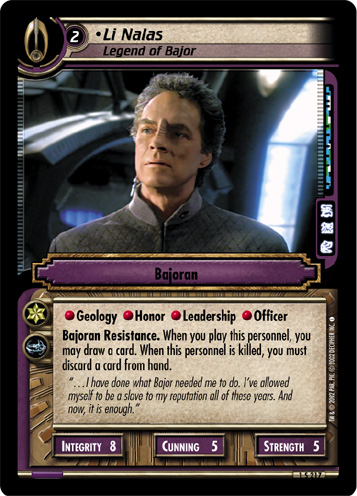 2
•Li Nalas
Legend of Bajor
Bajoran
Geology Honor Leadership Officer
Bajoran Resistance. When you play this personnel, you
may draw a card. When this personnel is killed, you must
discard a card from hand.
"…I have done what Bajor needed me to do. I've allowed
myself to be a slave to my reputation all of these years. And
now, it is enough."
INTEGRITY 8 CUNNING 5 STRENGTH 5